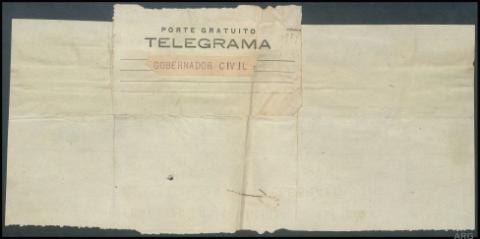 PORTE GRATUITO
TELEGRAMA
GOBERNADOR CIVIL